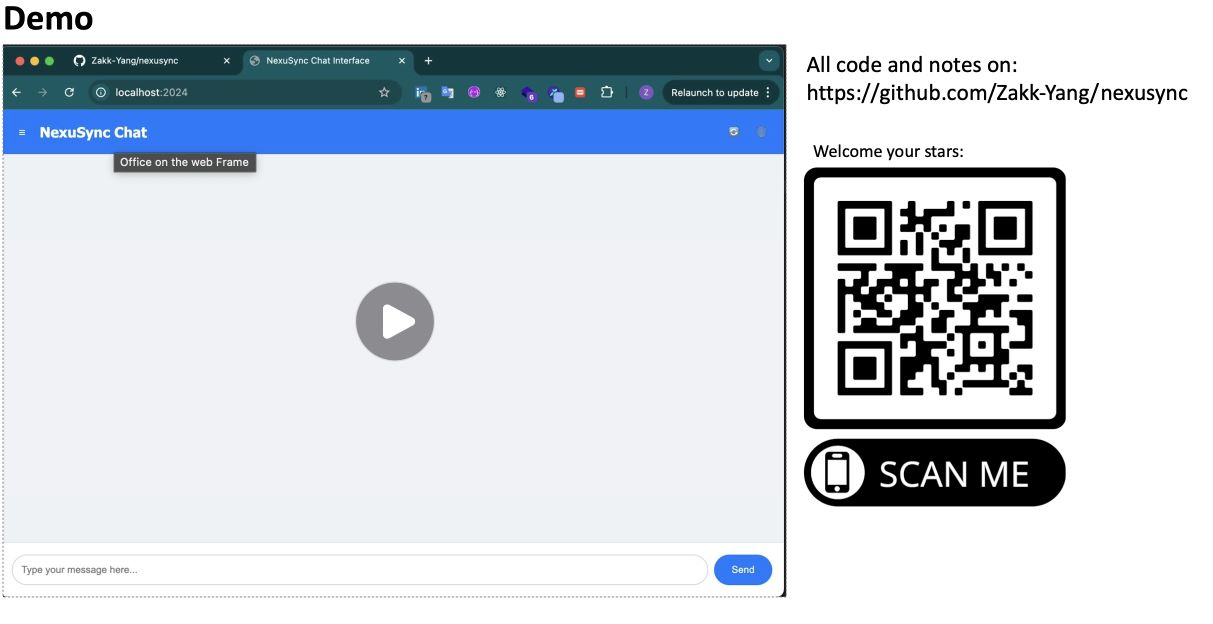 Demo
Zakk-Yang/nexusync
NexuSync Chat Interface
localhost:2024
7
6
Z
Relaunch to update
NexuSync Chat
Office on the web Frame
Type your message here...
Send
All code and notes on:
https://github.com/Zakk-Yang/nexusync
Welcome your stars:
SCAN ME